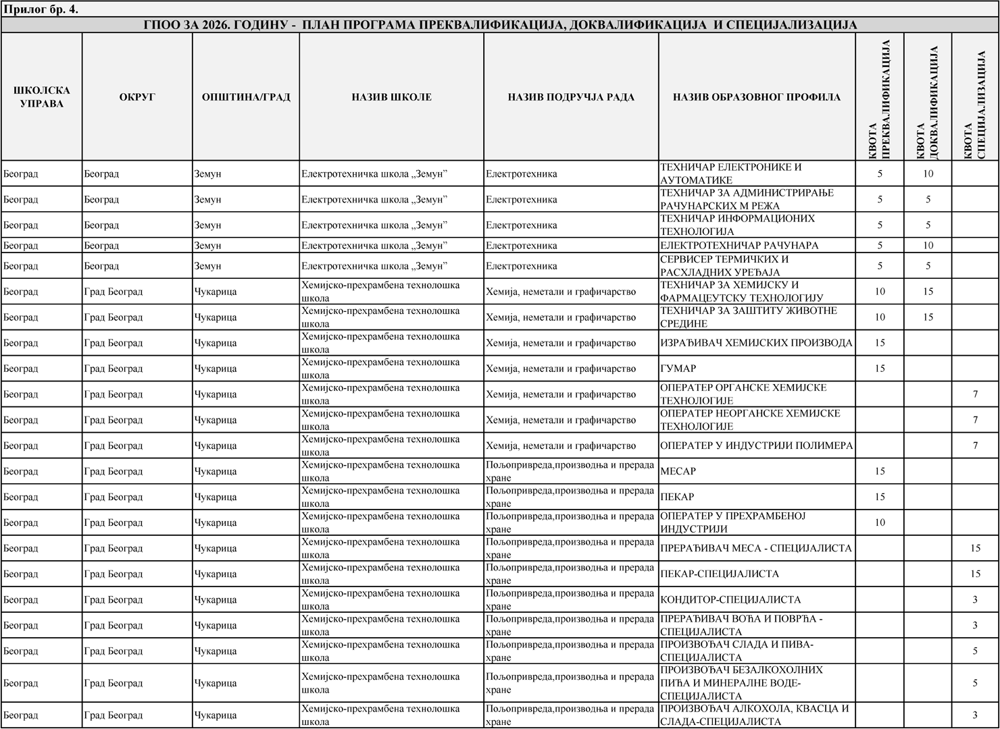 Прилог бр. 4.
ГПОО ЗА 2026. ГОДИНУ - ПЛАН ПРОГРАМА ПРЕКВАЛИФИКАЦИЈА, ДОКВАЛИФИКАЦИЈА И СПЕЦИЈАЛИЗАЦИЈА
ШКОЛСКА УПРАВА ОКРУГ ОПШТИНА/ГРАД НАЗИВ ШКОЛЕ НАЗИВ ПОДРУЧЈА РАДА НАЗИВ ОБРАЗОВНОГ ПРОФИЛА КВОТА ПРЕКВАЛИФИКАЦИЈА КВОТА ДОКВАЛИФИКАЦИЈА КВОТА СПЕЦИЈАЛИЗАЦИЈА
Београд Београд Земун Електротехничка школа „Земун” Електротехника ТЕХНИЧАР ЕЛЕКТРОНИКЕ И АУТОМАТИКЕ 5 10
Београд Београд Земун Електротехничка школа „Земун” Електротехника ТЕХНИЧАР ЗА АДМИНИСТРИРАЊЕ РАЧУНАРСКИХ М РЕЖА 5 5
Београд Београд Земун Електротехничка школа „Земун” Електротехника ТЕХНИЧАР ИНФОРМАЦИОНИХ ТЕХНОЛОГИЈА 5 5
Београд Београд Земун Електротехничка школа „Земун” Електротехника ЕЛЕКТРОТЕХНИЧАР РАЧУНАРА 5 10
Београд Београд Земун Електротехничка школа „Земун” Електротехника СЕРВИСЕР ТЕРМИЧКИХ И РАСХЛАДНИХ УРЕЂАЈА 5 5
Београд Град Београд Чукарица Хемијско-прехрамбена технолошка школа Хемија, неметали и графичарство ТЕХНИЧАР ЗА ХЕМИЈСКУ И ФАРМАЦЕУТСКУ ТЕХНОЛОГИЈУ 10 15
Београд Град Београд Чукарица Хемијско-прехрамбена технолошка школа Хемија, неметали и графичарство ТЕХНИЧАР ЗА ЗАШТИТУ ЖИВОТНЕ СРЕДИНЕ 10 15
Београд Град Београд Чукарица Хемијско-прехрамбена технолошка школа Хемија, неметали и графичарство ИЗРАЂИВАЧ ХЕМИЈСКИХ ПРОИЗВОДА 15
Београд Град Београд Чукарица Хемијско-прехрамбена технолошка школа Хемија, неметали и графичарство ГУМАР 15
Београд Град Београд Чукарица Хемијско-прехрамбена технолошка школа Хемија, неметали и графичарство ОПЕРАТЕР ОРГАНСКЕ ХЕМИЈСКЕ ТЕХНОЛОГИЈЕ 7
Београд Град Београд Чукарица Хемијско-прехрамбена технолошка школа Хемија, неметали и графичарство ОПЕРАТЕР НЕОРГАНСКЕ ХЕМИЈСКЕ ТЕХНОЛОГИЈЕ 7
Београд Град Београд Чукарица Хемијско-прехрамбена технолошка школа Хемија, неметали и графичарство ОПЕРАТЕР У ИНДУСТРИЈИ ПОЛИМЕРА 7
Београд Град Београд Чукарица Хемијско-прехрамбена технолошка школа Пољопривреда,производња и прерада хране МЕСАР 15
Београд Град Београд Чукарица Хемијско-прехрамбена технолошка школа Пољопривреда,производња и прерада хране ПЕКАР 15
Београд Град Београд Чукарица Хемијско-прехрамбена технолошка школа Пољопривреда,производња и прерада хране ОПЕРАТЕР У ПРЕХРАМБЕНОЈ ИНДУСТРИЈИ 10
Београд Град Београд Чукарица Хемијско-прехрамбена технолошка школа Пољопривреда,производња и прерада хране ПРЕРАЂИВАЧ МЕСА - СПЕЦИЈАЛИСТА 15
Београд Град Београд Чукарица Хемијско-прехрамбена технолошка школа Пољопривреда,производња и прерада хране ПЕКАР-СПЕЦИЈАЛИСТА 15
Београд Град Београд Чукарица Хемијско-прехрамбена технолошка школа Пољопривреда,производња и прерада хране КОНДИТОР-СПЕЦИЈАЛИСТА 3
Београд Град Београд Чукарица Хемијско-прехрамбена технолошка школа Пољопривреда,производња и прерада хране ПРЕРАЂИВАЧ ВОЋА И ПОВРЋА - СПЕЦИЈАЛИСТА 3
Београд Град Београд Чукарица Хемијско-прехрамбена технолошка школа Пољопривреда,производња и прерада хране ПРОИЗВОЂАЧ СЛАДА И ПИВА-СПЕЦИЈАЛИСТА 5
Београд Град Београд Чукарица Хемијско-прехрамбена технолошка школа Пољопривреда,производња и прерада хране ПРОИЗВОЂАЧ БЕЗАЛКОХОЛНИХ ПИЋА И МИНЕРАЛНЕ ВОДЕ-СПЕЦИЈАЛИСТА 5
Београд Град Београд Чукарица Хемијско-прехрамбена технолошка школа Пољопривреда,производња и прерада хране ПРОИЗВОЂАЧ АЛКОХОЛА, КВАСЦА И СЛАДА-СПЕЦИЈАЛИСТА 3